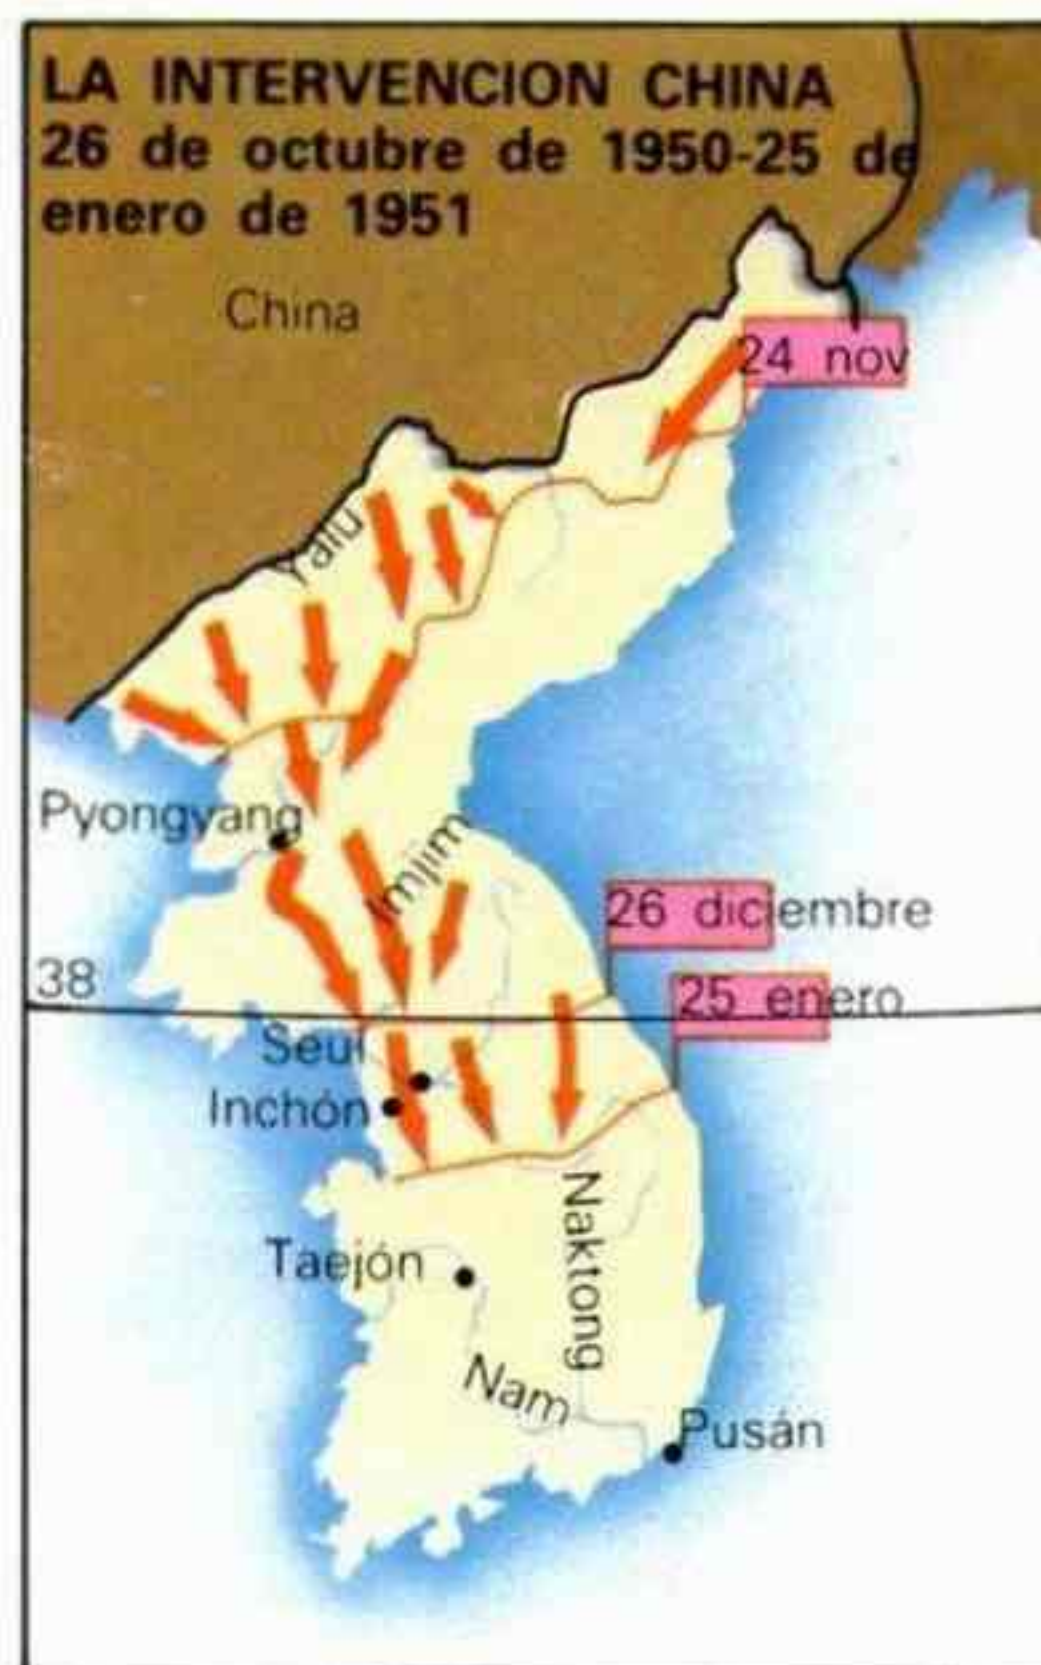 LA INTERVENCION CHINA
26 de octubre de 1950-25 de
enero de 1951
China
24 nov
Yalu
Pyongyang
Imjim
26 diciembre
38
25 enero
Seul
Inchón
Naktong
Taejón
Nam
Pusán